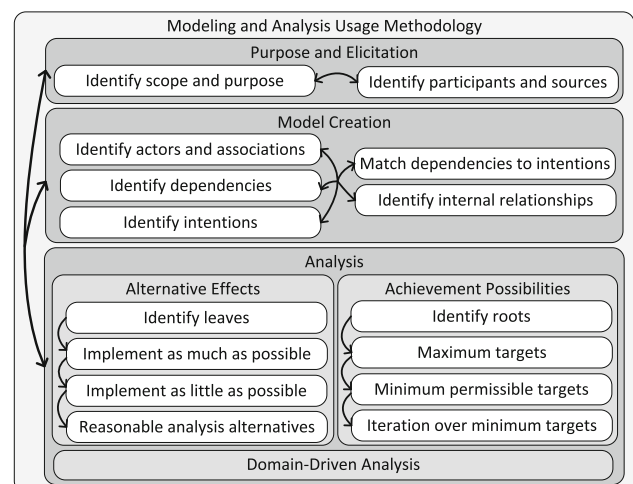 Modeling and Analysis Usage Methodology
Purpose and Elicitation
Identify scope and purpose
Identify participants and sources
Model Creation
Identify actors and associations
Identify dependencies
Identify intentions
Match dependencies to intentions
Identify internal relationships
Analysis
Alternative Effects
Identify leaves
Implement as much as possible
Implement as little as possible
Reasonable analysis alternatives
Achievement Possibilities
Identify roots
Maximum targets
Minimum permissible targets
Iteration over minimum targets
Domain-Driven Analysis